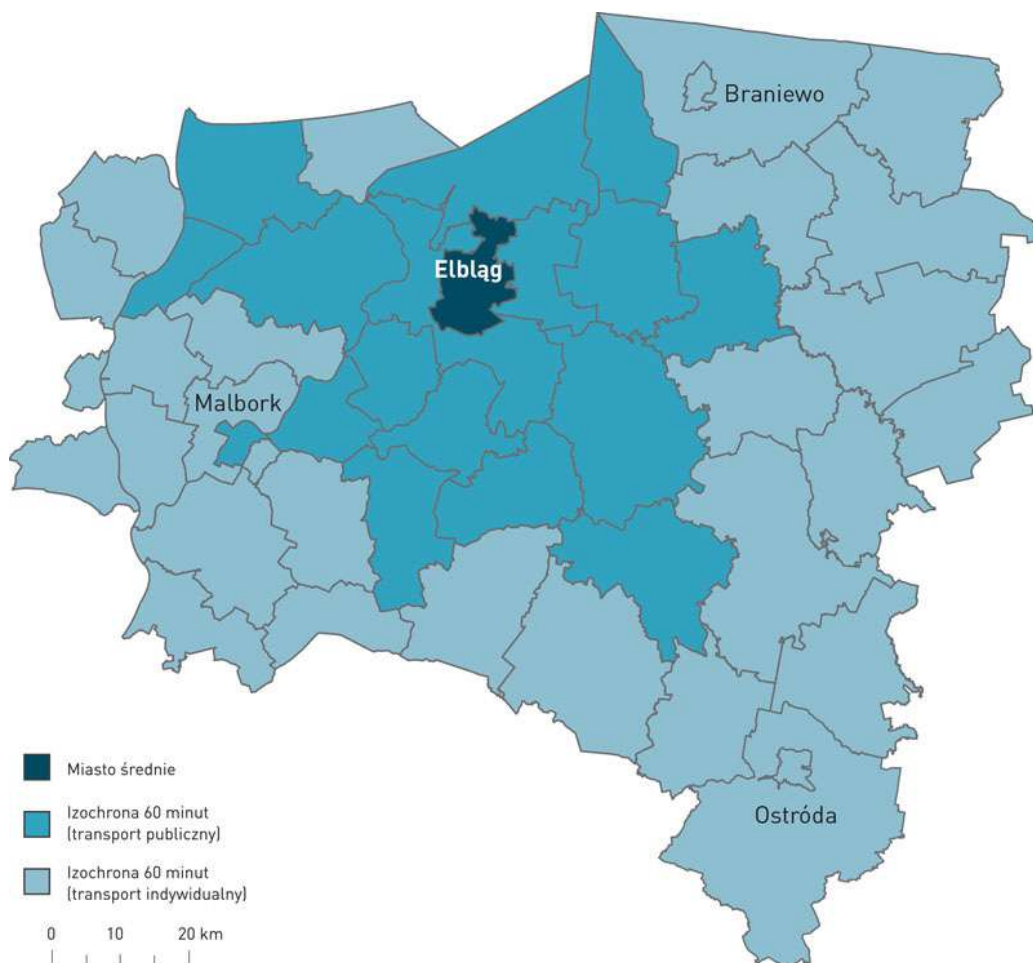 Braniewo
Elbląg
Malbork
Ostróda
Miasto średnie
Izochrona 60 minut
(transport publiczny)
Izochrona 60 minut
(transport indywidualny)
0 10 20 km